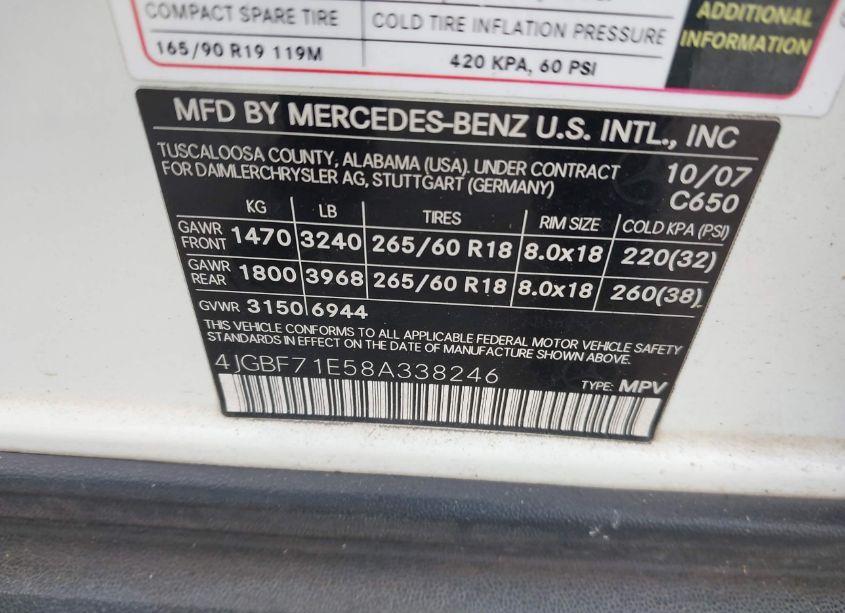 COMPACT SPARE TIRE COLD TIRE INFLATION PRESSURE
165/90 R19 119M 420 KPA, 60 PSI
ADDITIONAL
INFORMATION
MFD BY MERCEDES-BENZ U.S. INTL., INC
TUSCALOOSA COUNTY, ALABAMA (USA). UNDER CONTRACT 10/07
FOR DAIMLERCHRYSLER AG, STUTTGART (GERMANY) C650
KG LB TIRES RIM SIZE COLD KPA (PSI)
GAWR
FRONT 1470 3240 265/60 R18 8.0x18 220(32)
GAWR
REAR 1800 3968 265/60 R18 8.0x18 260(38)
GVWR 3150 6944
THIS VEHICLE CONFORMS TO ALL APPLICABLE FEDERAL MOTOR VEHICLE SAFETY
STANDARDS IN EFFECT ON THE DATE OF MANUFACTURE SHOWN ABOVE.
4JGBF71E58A338246 TYPE: MPV